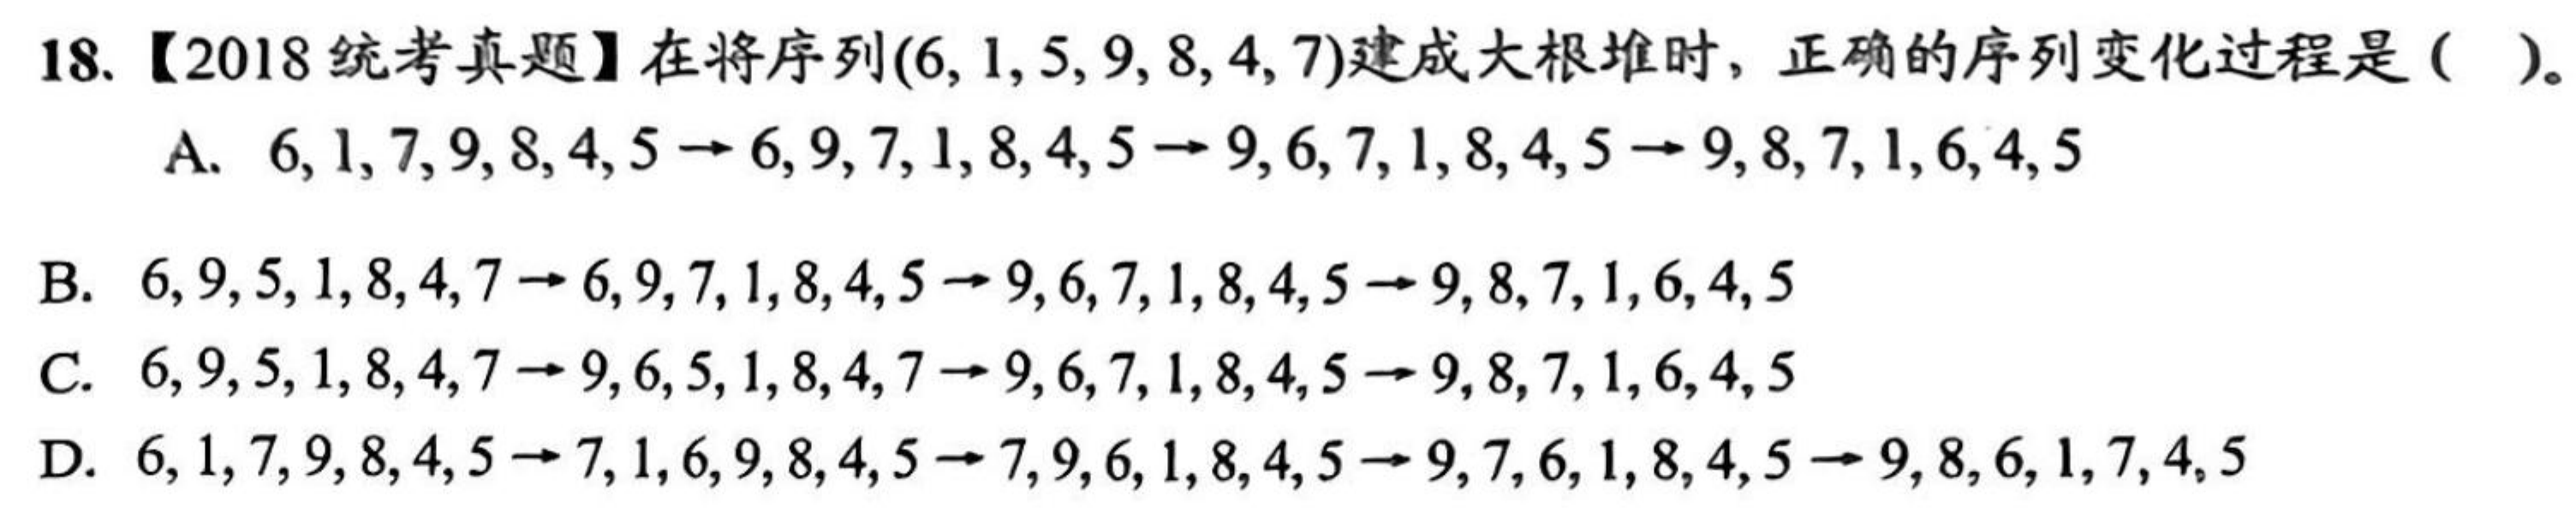 18.【2018 统考真题】在将序列(6, 1, 5, 9, 8, 4, 7)建成大根堆时，正确的序列变化过程是（　）。
A. 6, 1, 7, 9, 8, 4, 5→6, 9, 7, 1, 8, 4, 5→9, 6, 7, 1, 8, 4, 5→9, 8, 7, 1, 6, 4, 5
B. 6, 9, 5, 1, 8, 4, 7→6, 9, 7, 1, 8, 4, 5→9, 6, 7, 1, 8, 4, 5→9, 8, 7, 1, 6, 4, 5
C. 6, 9, 5, 1, 8, 4, 7→9, 6, 5, 1, 8, 4, 7→9, 6, 7, 1, 8, 4, 5→9, 8, 7, 1, 6, 4, 5
D. 6, 1, 7, 9, 8, 4, 5→7, 1, 6, 9, 8, 4, 5→7, 9, 6, 1, 8, 4, 5→9, 7, 6, 1, 8, 4, 5→9, 8, 6, 1, 7, 4, 5